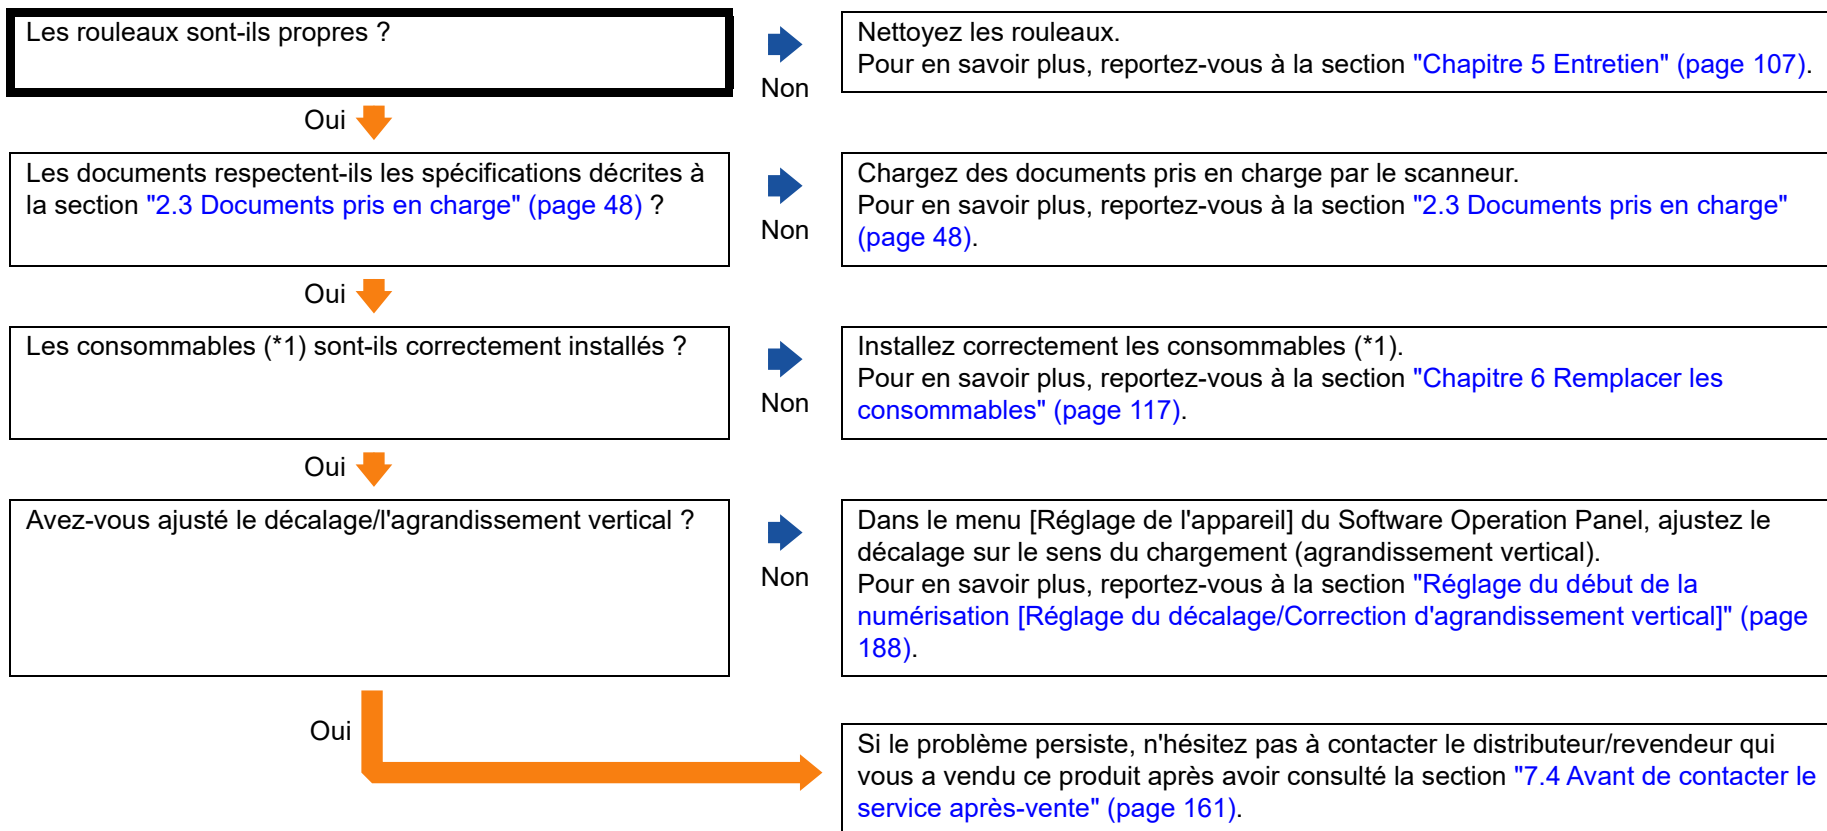 Les rouleaux sont-ils propres ?
Non
Nettoyez les rouleaux.
Pour en savoir plus, reportez-vous à la section "Chapitre 5 Entretien" (page 107).
Oui
Les documents respectent-ils les spécifications décrites à
la section "2.3 Documents pris en charge" (page 48) ?
Non
Chargez des documents pris en charge par le scanneur.
Pour en savoir plus, reportez-vous à la section "2.3 Documents pris en charge"
(page 48).
Oui
Les consommables (*1) sont-ils correctement installés ?
Non
Installez correctement les consommables (*1).
Pour en savoir plus, reportez-vous à la section "Chapitre 6 Remplacer les
consommables" (page 117).
Oui
Avez-vous ajusté le décalage/l'agrandissement vertical ?
Non
Dans le menu [Réglage de l'appareil] du Software Operation Panel, ajustez le
décalage sur le sens du chargement (agrandissement vertical).
Pour en savoir plus, reportez-vous à la section "Réglage du début de la
numérisation [Réglage du décalage/Correction d'agrandissement vertical]" (page
188).
Oui
Si le problème persiste, n'hésitez pas à contacter le distributeur/revendeur qui
vous a vendu ce produit après avoir consulté la section "7.4 Avant de contacter le
service après-vente" (page 161).